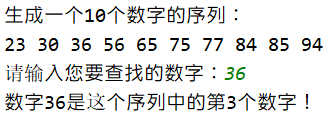 生成一个10个数字的序列：
23 30 36 56 65 75 77 84 85 94
请输入您要查找的数字：36
数字36是这个序列中的第3个数字！